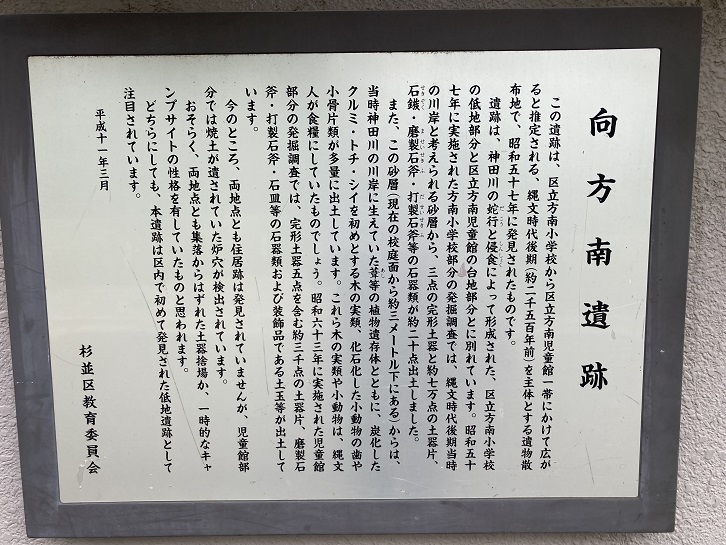 向方南遺跡
この遺跡は、区立方南小学校から区立方南児童館一帯にかけて広が
ると推定される、縄文時代後期（約二千五百年前）を主体とする遺物散
布地で、昭和五十七年に発見されたものです。
遺跡は、神田川の蛇行と侵食によって形成された、区立方南小学校
の低地部分と区立方南児童館の台地部分とに別れています。昭和五十
七年に実施された方南小学校部分の発掘調査では、縄文時代後期当時
の川岸と考えられる砂層から、三点の完形土器と約七万点の土器片、
石鏃・磨製石斧・打製石斧等の石器類が約二十点出土しました。
また、この砂層（現在の校庭面から約三メートル下にある）からは、
当時神田川の川岸に生えていた葦等の植物遺存体とともに、炭化した
クルミ・トチ・シイを初めとする木の実類、化石化した小動物の歯や
小骨片類が多量に出土しています。これら木の実類や小動物は、縄文
人が食糧にしていたものでしょう。昭和六十三年に実施された児童館
部分の発掘調査では、完形土器五点を含む約三千点の土器片、磨製石
斧・打製石斧・石皿等の石器類および装飾品である土玉等が出土して
います。
今のところ、両地点とも住居跡は発見されていませんが、児童館部
分では焼土が遺されていた炉穴が検出されています。
おそらく、両地点とも集落からはずれた土器捨場か、一時的なキャ
ンプサイトの性格を有していたものと思われます。
どちらにしても、本遺跡は区内で初めて発見された低地遺跡として
注目されています。
平成十一年三月
杉並区教育委員会